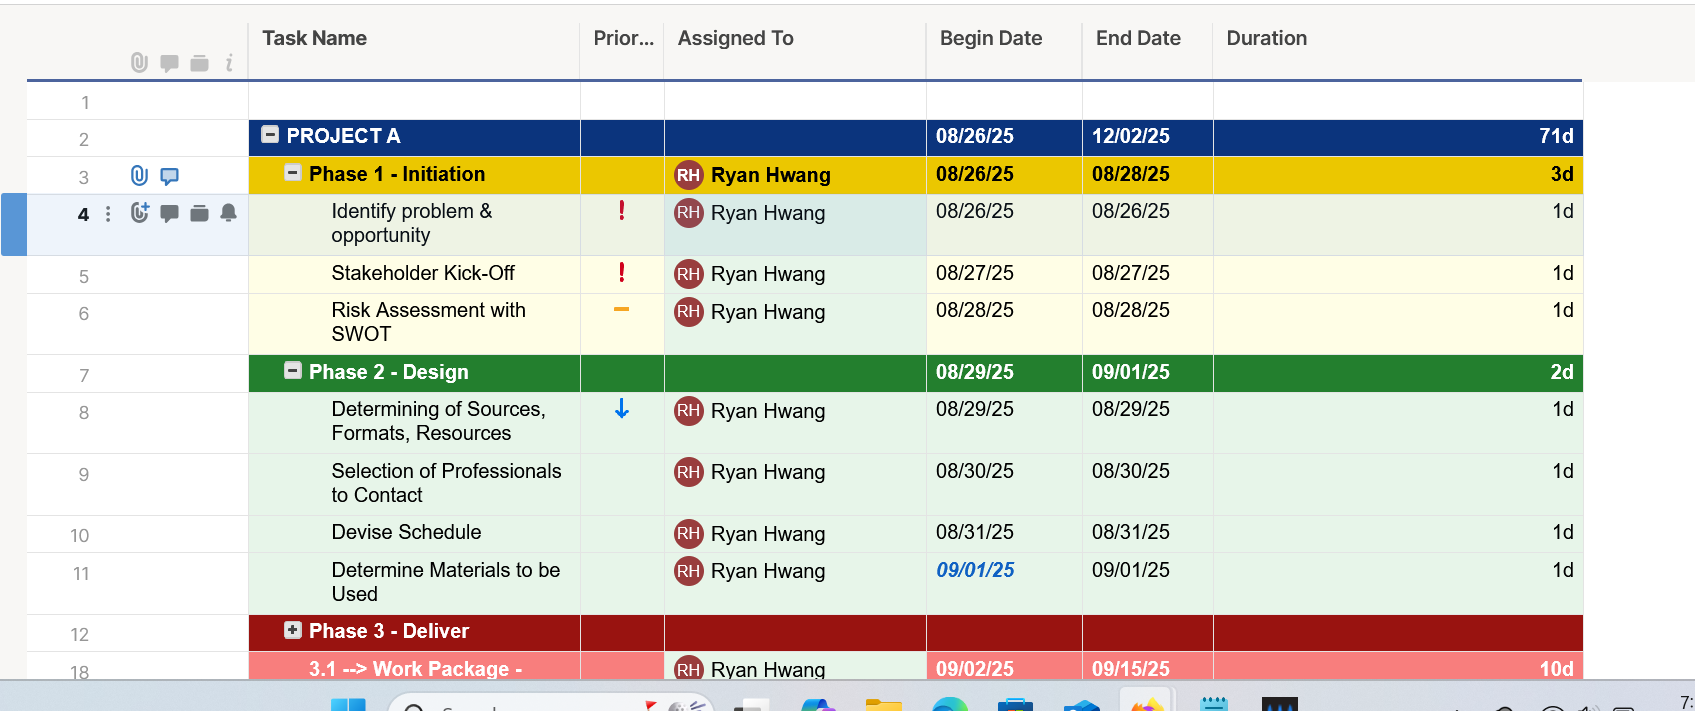 Task Name Prior... Assigned To Begin Date End Date Duration
1
2 PROJECT A 08/26/25 12/02/25 71d
3 Phase 1 - Initiation RH Ryan Hwang 08/26/25 08/28/25 3d
4 Identify problem & RH Ryan Hwang 08/26/25 08/26/25 1d
opportunity
5 Stakeholder Kick-Off RH Ryan Hwang 08/27/25 08/27/25 1d
6 Risk Assessment with RH Ryan Hwang 08/28/25 08/28/25 1d
SWOT
7 Phase 2 - Design 08/29/25 09/01/25 2d
8 Determining of Sources, RH Ryan Hwang 08/29/25 08/29/25 1d
Formats, Resources
9 Selection of Professionals RH Ryan Hwang 08/30/25 08/30/25 1d
to Contact
10 Devise Schedule RH Ryan Hwang 08/31/25 08/31/25 1d
11 Determine Materials to be RH Ryan Hwang 09/01/25 09/01/25 1d
Used
12 Phase 3 - Deliver
18 3.1 --> Work Package - RH Ryan Hwang 09/02/25 09/15/25 10d